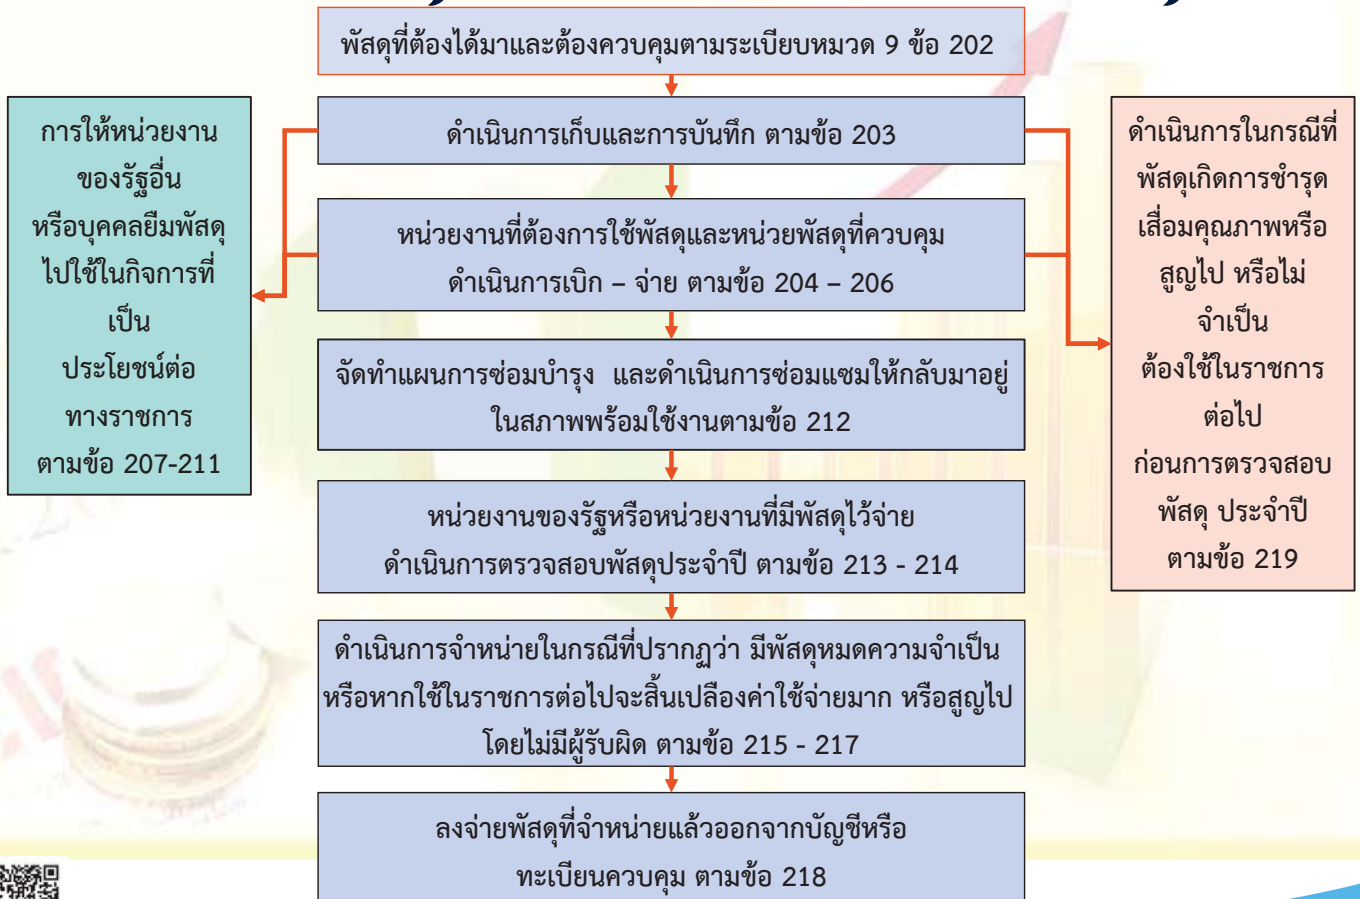 พัสดุที่ต้องได้มาและต้องควบคุมตามระเบียบหมวด 9 ข้อ 202
การให้หน่วยงาน
ของรัฐอื่น
หรือบุคคลยืมพัสดุ
ไปใช้ในกิจการที่
เป็น
ประโยชน์ต่อ
ทางราชการ
ตามข้อ 207-211
ดำเนินการเก็บและการบันทึก ตามข้อ 203
หน่วยงานที่ต้องการใช้พัสดุและหน่วยพัสดุที่ควบคุม
ดำเนินการเบิก – จ่าย ตามข้อ 204 – 206
จัดทำแผนการซ่อมบำรุง และดำเนินการซ่อมแซมให้กลับมาอยู่
ในสภาพพร้อมใช้งานตามข้อ 212
หน่วยงานของรัฐหรือหน่วยงานที่มีพัสดุไว้จ่าย
ดำเนินการตรวจสอบพัสดุประจำปี ตามข้อ 213 - 214
ดำเนินการจำหน่ายในกรณีที่ปรากฏว่า มีพัสดุหมดความจำเป็น
หรือหากใช้ในราชการต่อไปจะสิ้นเปลืองค่าใช้จ่ายมาก หรือสูญไป
โดยไม่มีผู้รับผิด ตามข้อ 215 - 217
ลงจ่ายพัสดุที่จำหน่ายแล้วออกจากบัญชีหรือ
ทะเบียนควบคุม ตามข้อ 218
ดำเนินการในกรณีที่
พัสดุเกิดการชำรุด
เสื่อมคุณภาพหรือ
สูญไป หรือไม่
จำเป็น
ต้องใช้ในราชการ
ต่อไป
ก่อนการตรวจสอบ
พัสดุ ประจำปี
ตามข้อ 219